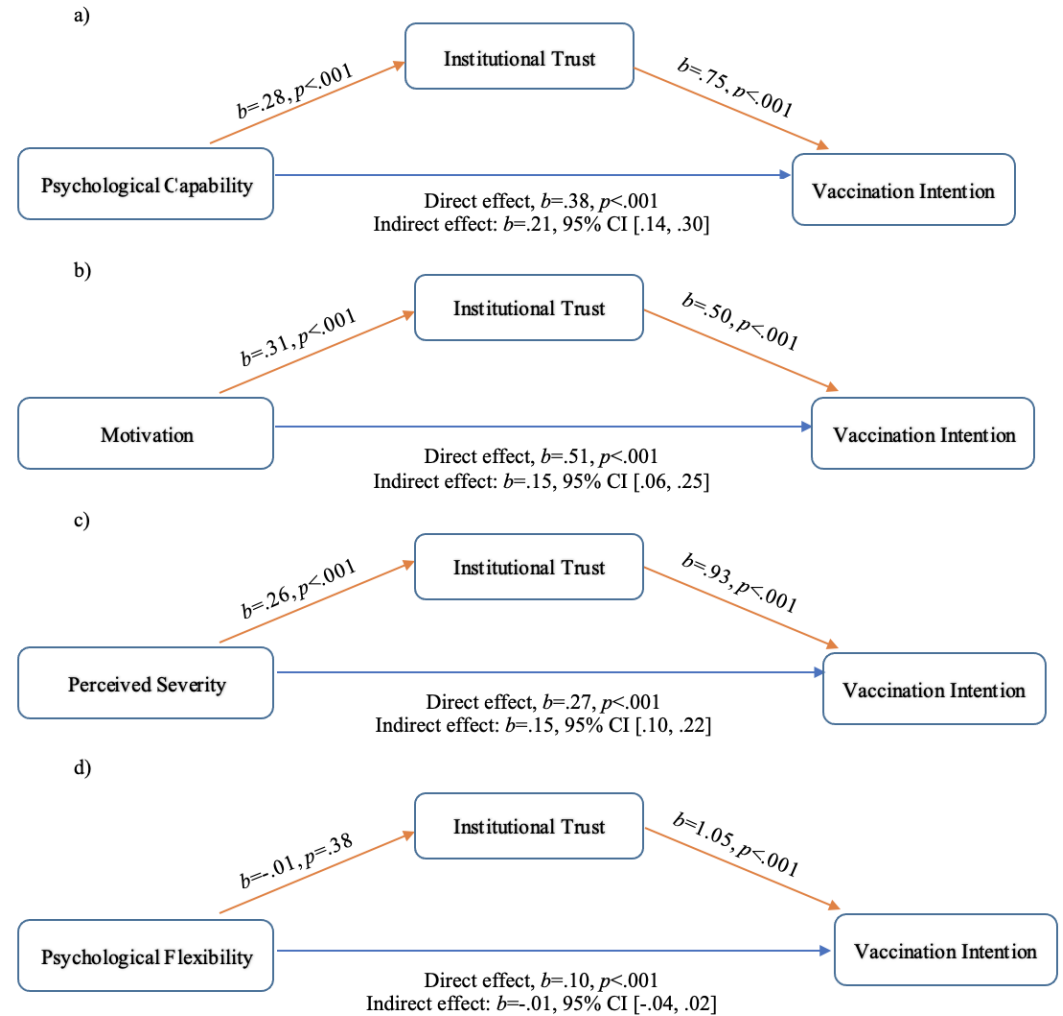 a)
Institutional Trust
b=.28, p<.001
b=.75, p<.001
Psychological Capability
Vaccination Intention
Direct effect, b=.38, p<.001
Indirect effect: b=.21, 95% CI [.14, .30]
b)
Institutional Trust
b=.31, p<.001
b=.50, p<.001
Motivation
Vaccination Intention
Direct effect, b=.51, p<.001
Indirect effect: b=.15, 95% CI [.06, .25]
c)
Institutional Trust
b=.26, p<.001
b=.93, p<.001
Perceived Severity
Vaccination Intention
Direct effect, b=.27, p<.001
Indirect effect: b=.15, 95% CI [.10, .22]
d)
Institutional Trust
b=-.01, p=.38
b=1.05, p<.001
Psychological Flexibility
Vaccination Intention
Direct effect, b=.10, p<.001
Indirect effect: b=-.01, 95% CI [-.04, .02]